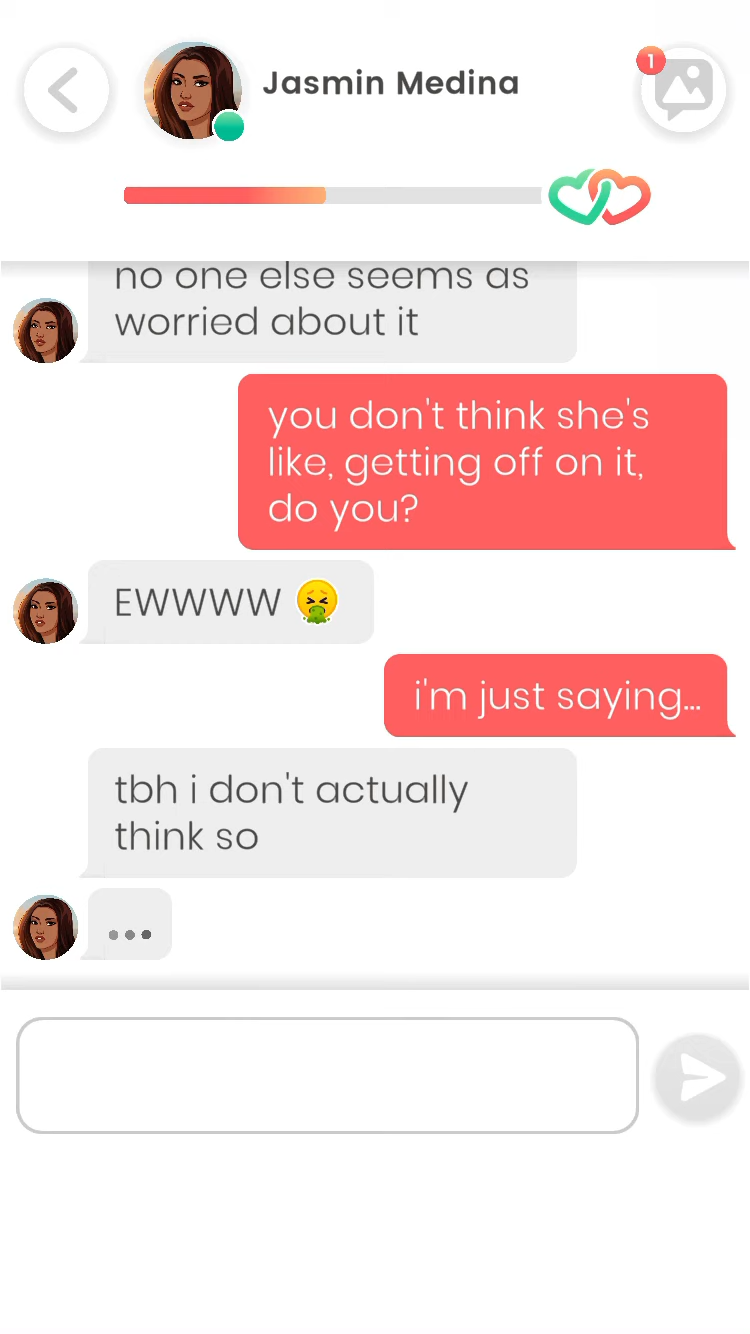 Jasmin Medina
1
no one else seems as
worried about it
you don't think she's
like, getting off on it,
do you?
EWWWW 🤮
i'm just saying...
tbh i don't actually
think so
...